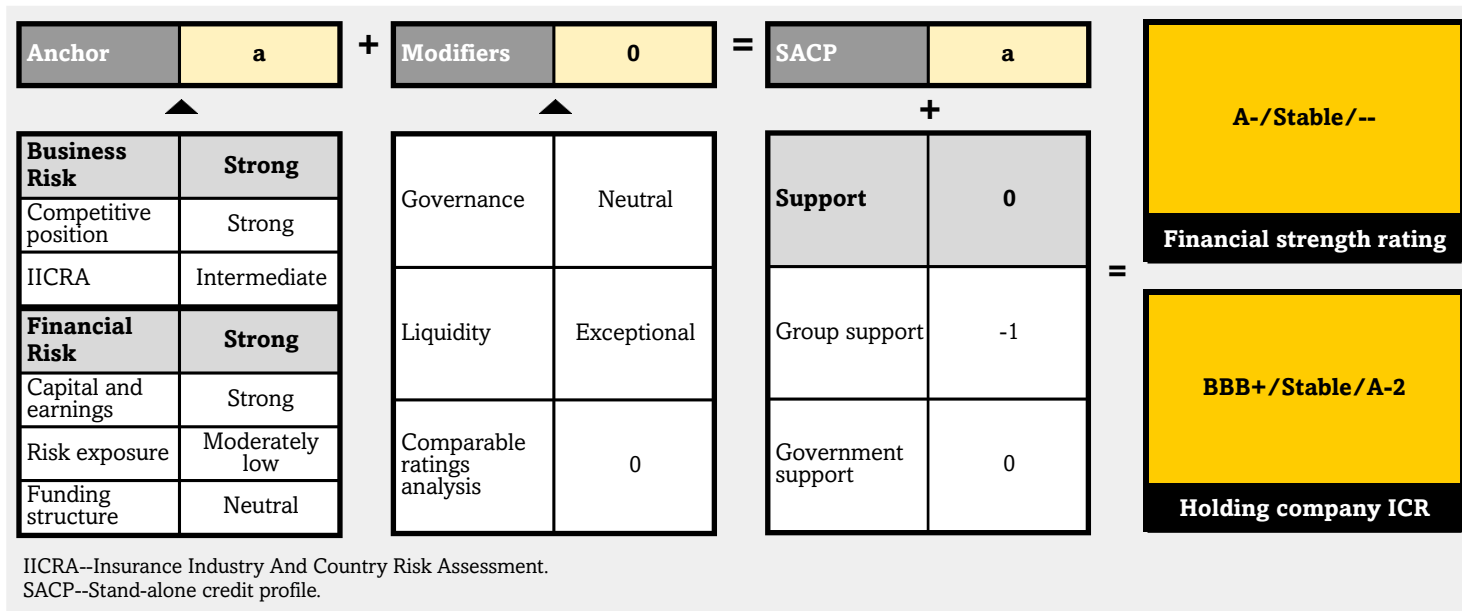 Anchor a + Modifiers 0 = SACP a
+
Business
Risk
Strong
Competitive
position
Strong
IICRA Intermediate
Financial
Risk
Strong
Capital and
earnings
Strong
Risk exposure
Moderately
low
Funding
structure
Neutral
Governance Neutral
Liquidity Exceptional
Comparable
ratings
analysis
0
Support 0
Group support -1
Government
support
0
=
A-/Stable/--
Financial strength rating
BBB+/Stable/A-2
Holding company ICR
IICRA--Insurance Industry And Country Risk Assessment.
SACP--Stand-alone credit profile.